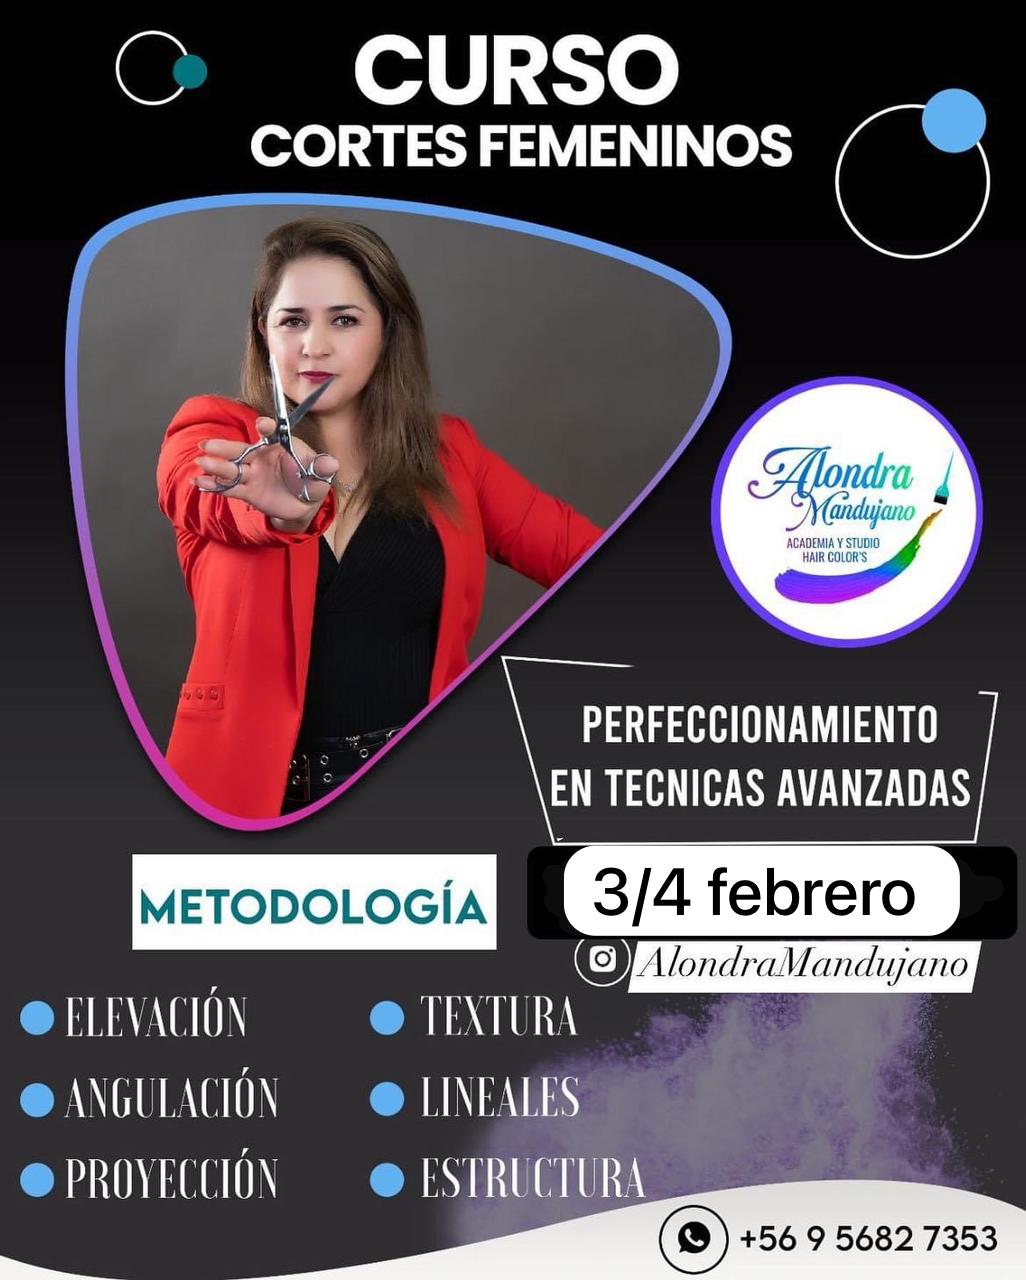 CURSO
CORTES FEMENINOS
Alondra
Mandujano
ACADEMIA Y STUDIO
HAIR COLOR'S
PERFECCIONAMIENTO
EN TECNICAS AVANZADAS
3/4 febrero
AlondraMandujano
METODOLOGÍA
ELEVACIÓN
ANGULACIÓN
PROYECCIÓN
TEXTURA
LINEALES
ESTRUCTURA
+56 9 5682 7353